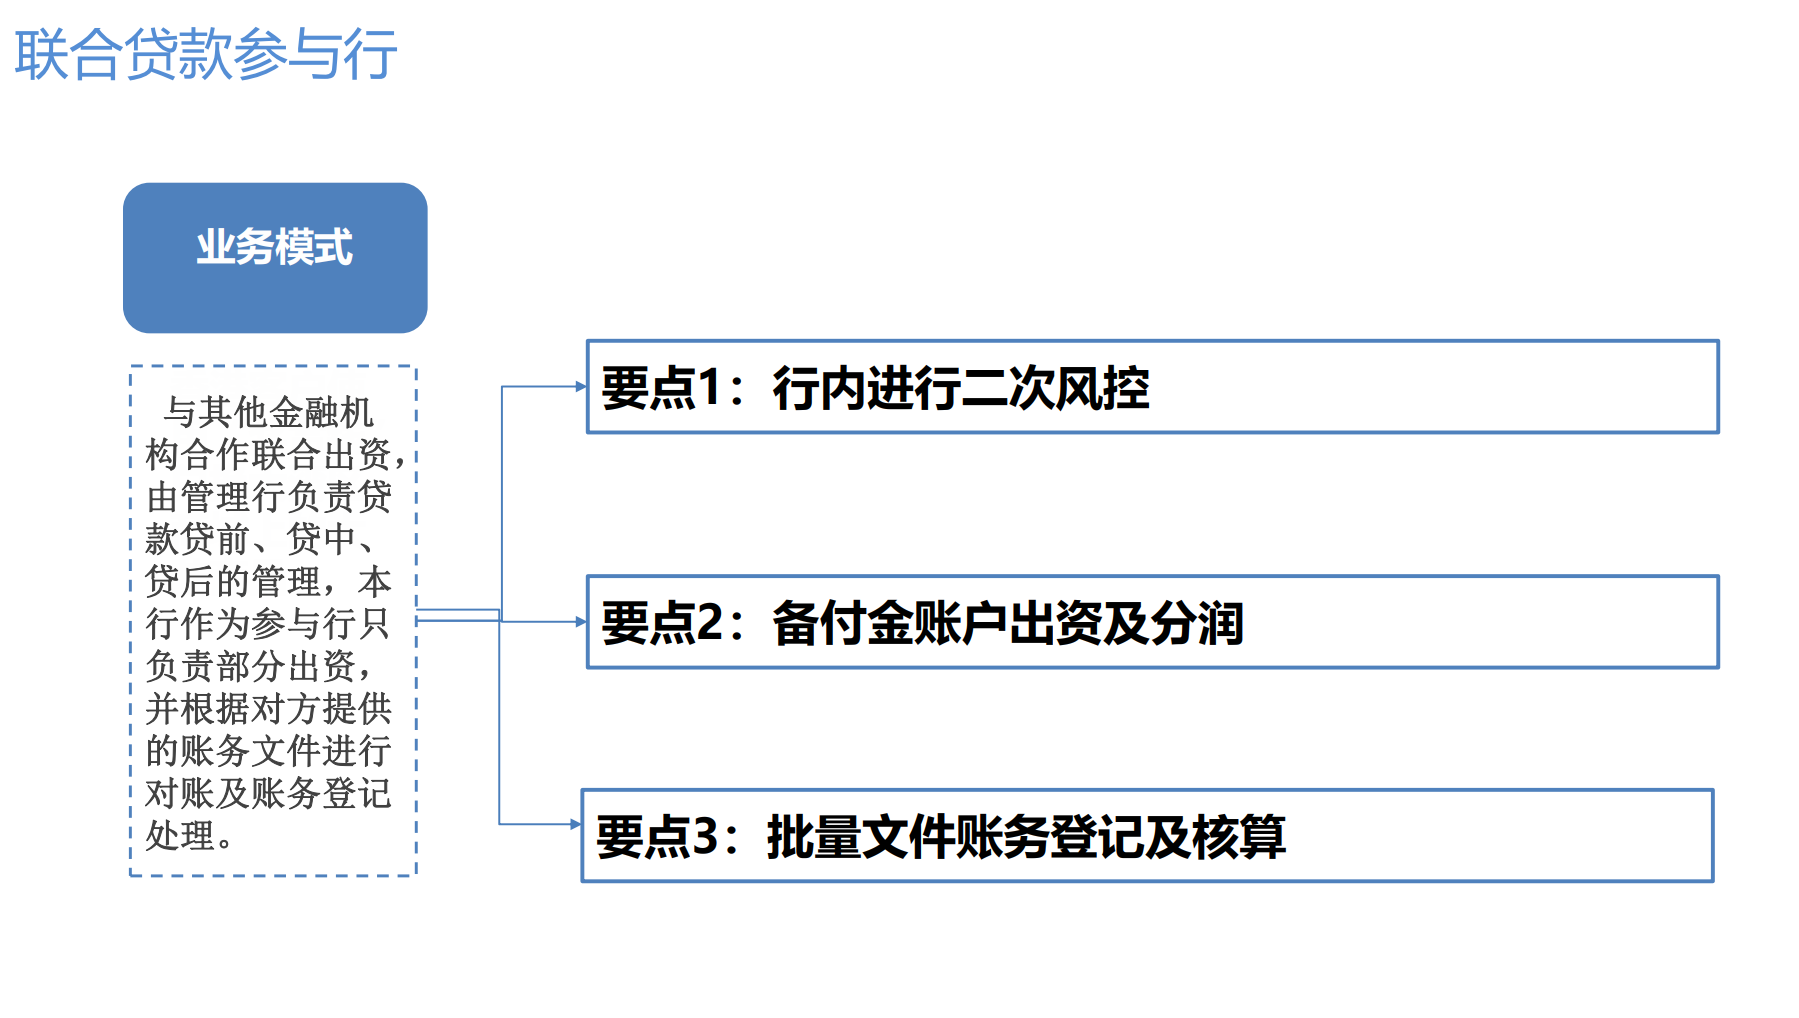 联合贷款参与行
业务模式
与其他金融机
构合作联合出资，
由管理行负责贷
款贷前、贷中、
贷后的管理，本
行作为参与行只
负责部分出资，
并根据对方提供
的账务文件进行
对账及账务登记
处理。
要点1：行内进行二次风控
要点2：备付金账户出资及分润
要点3：批量文件账务登记及核算